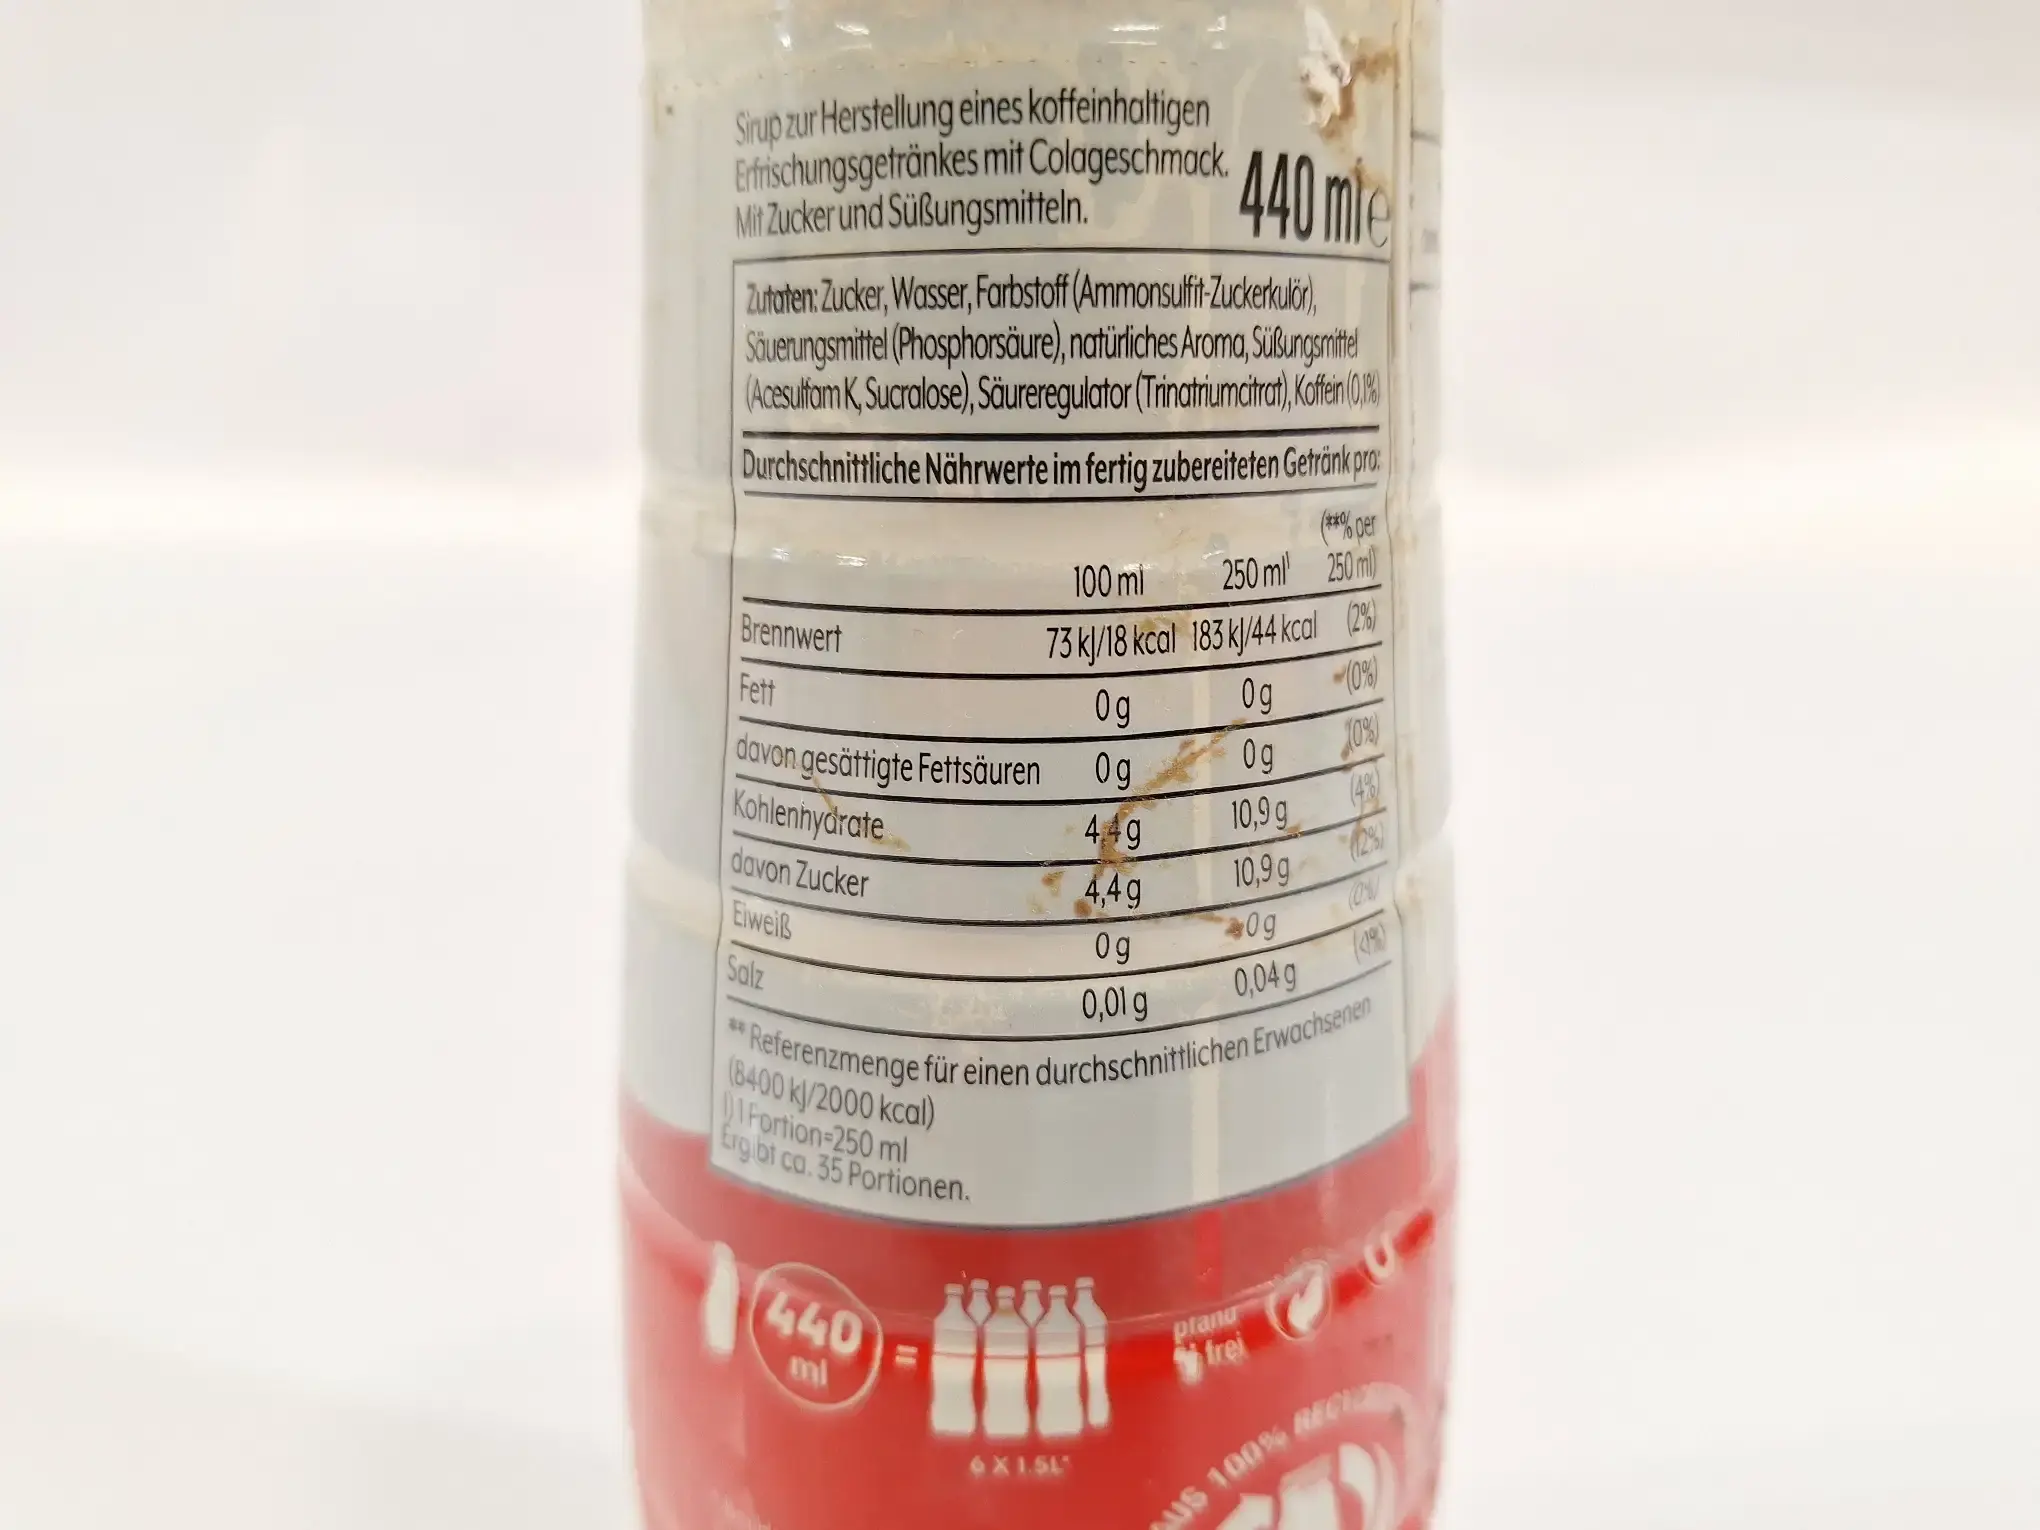 Sirup zur Herstellung eines koffeinhaltigen
Erfrischungsgetränkes mit Colageschmack.
Mit Zucker und Süßungsmitteln.
440 ml e
Zutaten: Zucker, Wasser, Farbstoff (Ammonsulfit-Zuckerkulör),
Säuerungsmittel (Phosphorsäure), natürliches Aroma, Süßungsmittel
(Acesulfam K, Sucralose), Säureregulator (Trinatriumcitrat), Koffein (0,1%)
Durchschnittliche Nährwerte im fertig zubereiteten Getränk pro:
(**% per
100 ml 250 ml¹ 250 ml)
Brennwert 73 kJ/18 kcal 183 kJ/44 kcal (2%)
Fett 0 g 0 g (0%)
davon gesättigte Fettsäuren 0 g 0 g (0%)
Kohlenhydrate 4,4 g 10,9 g (4%)
davon Zucker 4,4 g 10,9 g (12%)
Eiweiß 0 g 0 g (0%)
Salz 0,01 g 0,04 g (<1%)
** Referenzmenge für einen durchschnittlichen Erwachsenen
(8400 kJ/2000 kcal)
1) 1 Portion=250 ml
Ergibt ca. 35 Portionen.
440
ml
=
6 X 1.5L*
pfand
frei
AUS 100%